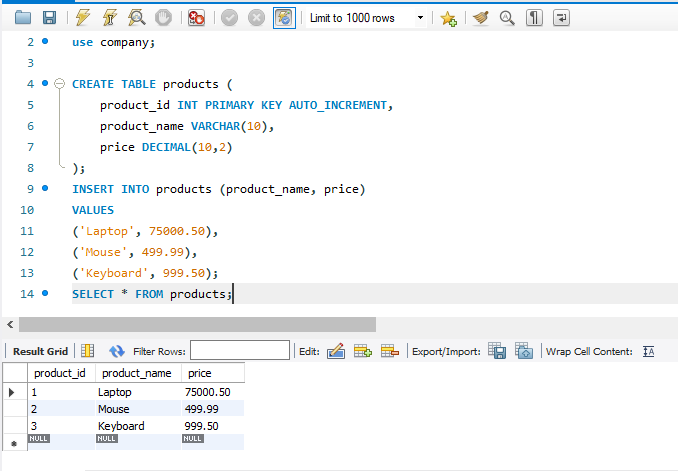 Limit to 1000 rows
2 use company;
3
4 CREATE TABLE products (
5 product_id INT PRIMARY KEY AUTO_INCREMENT,
6 product_name VARCHAR(10),
7 price DECIMAL(10,2)
8 );
9 INSERT INTO products (product_name, price)
10 VALUES
11 ('Laptop', 75000.50),
12 ('Mouse', 499.99),
13 ('Keyboard', 999.50);
14 SELECT * FROM products;
Result Grid Filter Rows: Edit: Export/Import: Wrap Cell Content: IA
product_id product_name price
1 Laptop 75000.50
2 Mouse 499.99
3 Keyboard 999.50
NULL NULL NULL